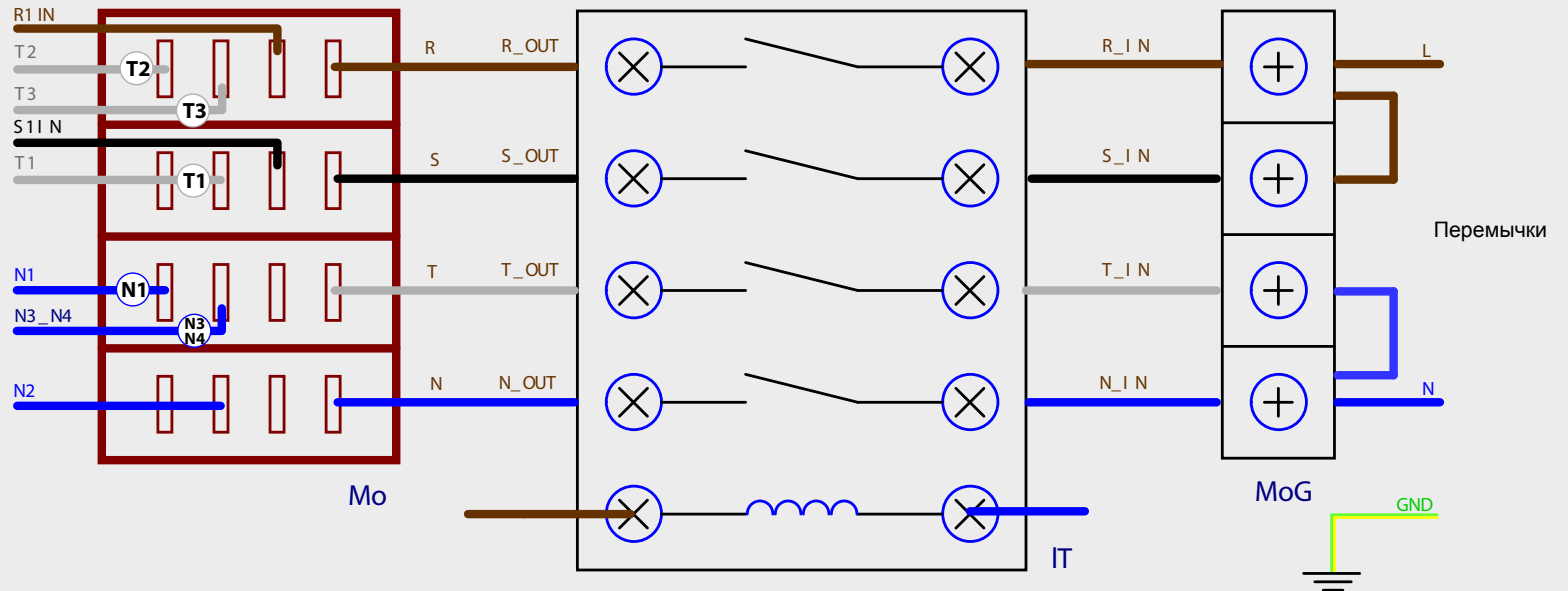 R1 IN
T2
T2
T3
T3
S1I N
T1
T1
R R_OUT R_I N L
S S_OUT S_I N
Перемычки
N1
N1
T T_OUT T_I N
N3_N4
N3
N4
N2
N N_OUT N_I N N
Mo
MoG
GND
IT